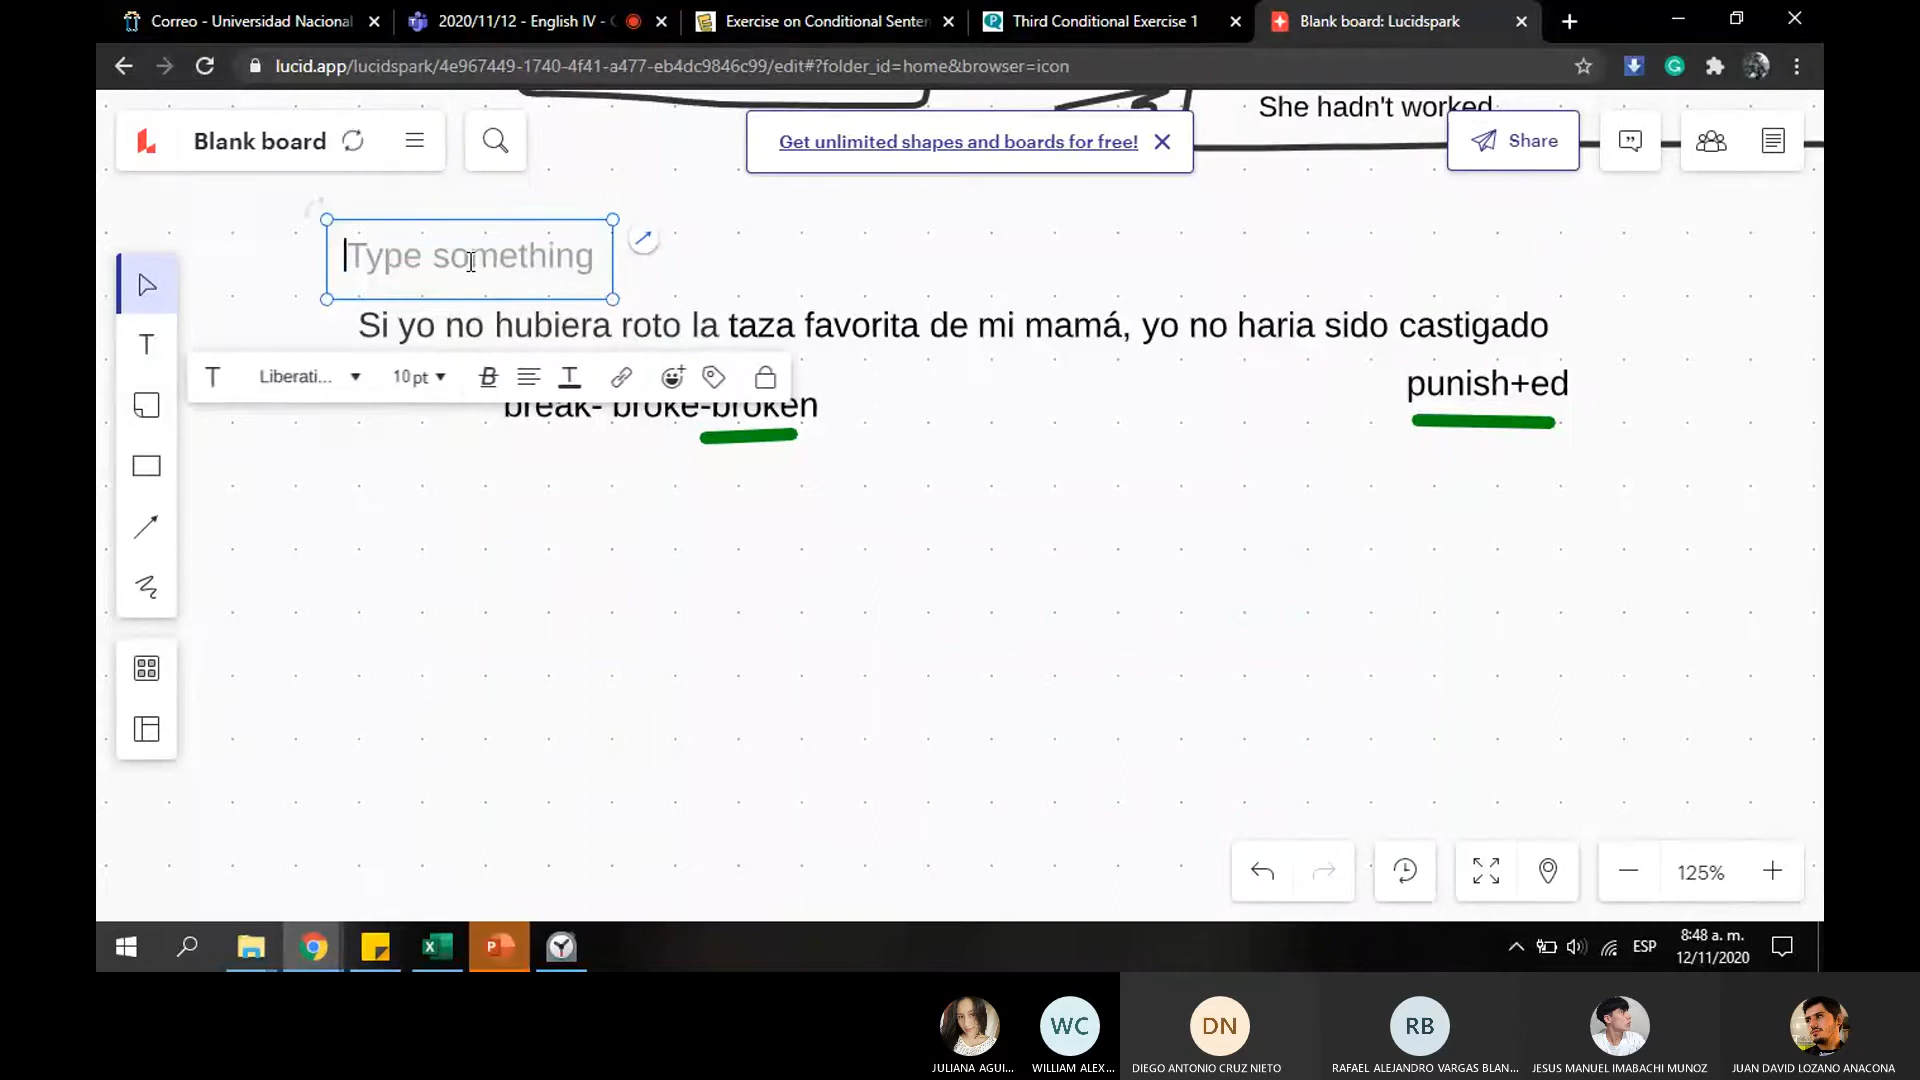 Correo - Universidad Nacional
2020/11/12 - English IV -
Exercise on Conditional Senten
Third Conditional Exercise 1
Blank board: Lucidspark
lucid.app/lucidspark/4e967449-1740-4f41-a477-eb4dc9846c99/edit#?folder_id=home&browser=icon
She hadn't worked
Blank board
Get unlimited shapes and boards for free!
Share
Type something
Si yo no hubiera roto la taza favorita de mi mamá, yo no haria sido castigado
T
T
Liberati...
10 pt
B
T
punish+ed
break- broke-broken
125%
ESP
8:48 a. m.
12/11/2020
WC
DN
RB
JULIANA AGUI...
WILLIAM ALEX...
DIEGO ANTONIO CRUZ NIETO
RAFAEL ALEJANDRO VARGAS BLAN...
JESUS MANUEL IMABACHI MUNOZ
JUAN DAVID LOZANO ANACONA